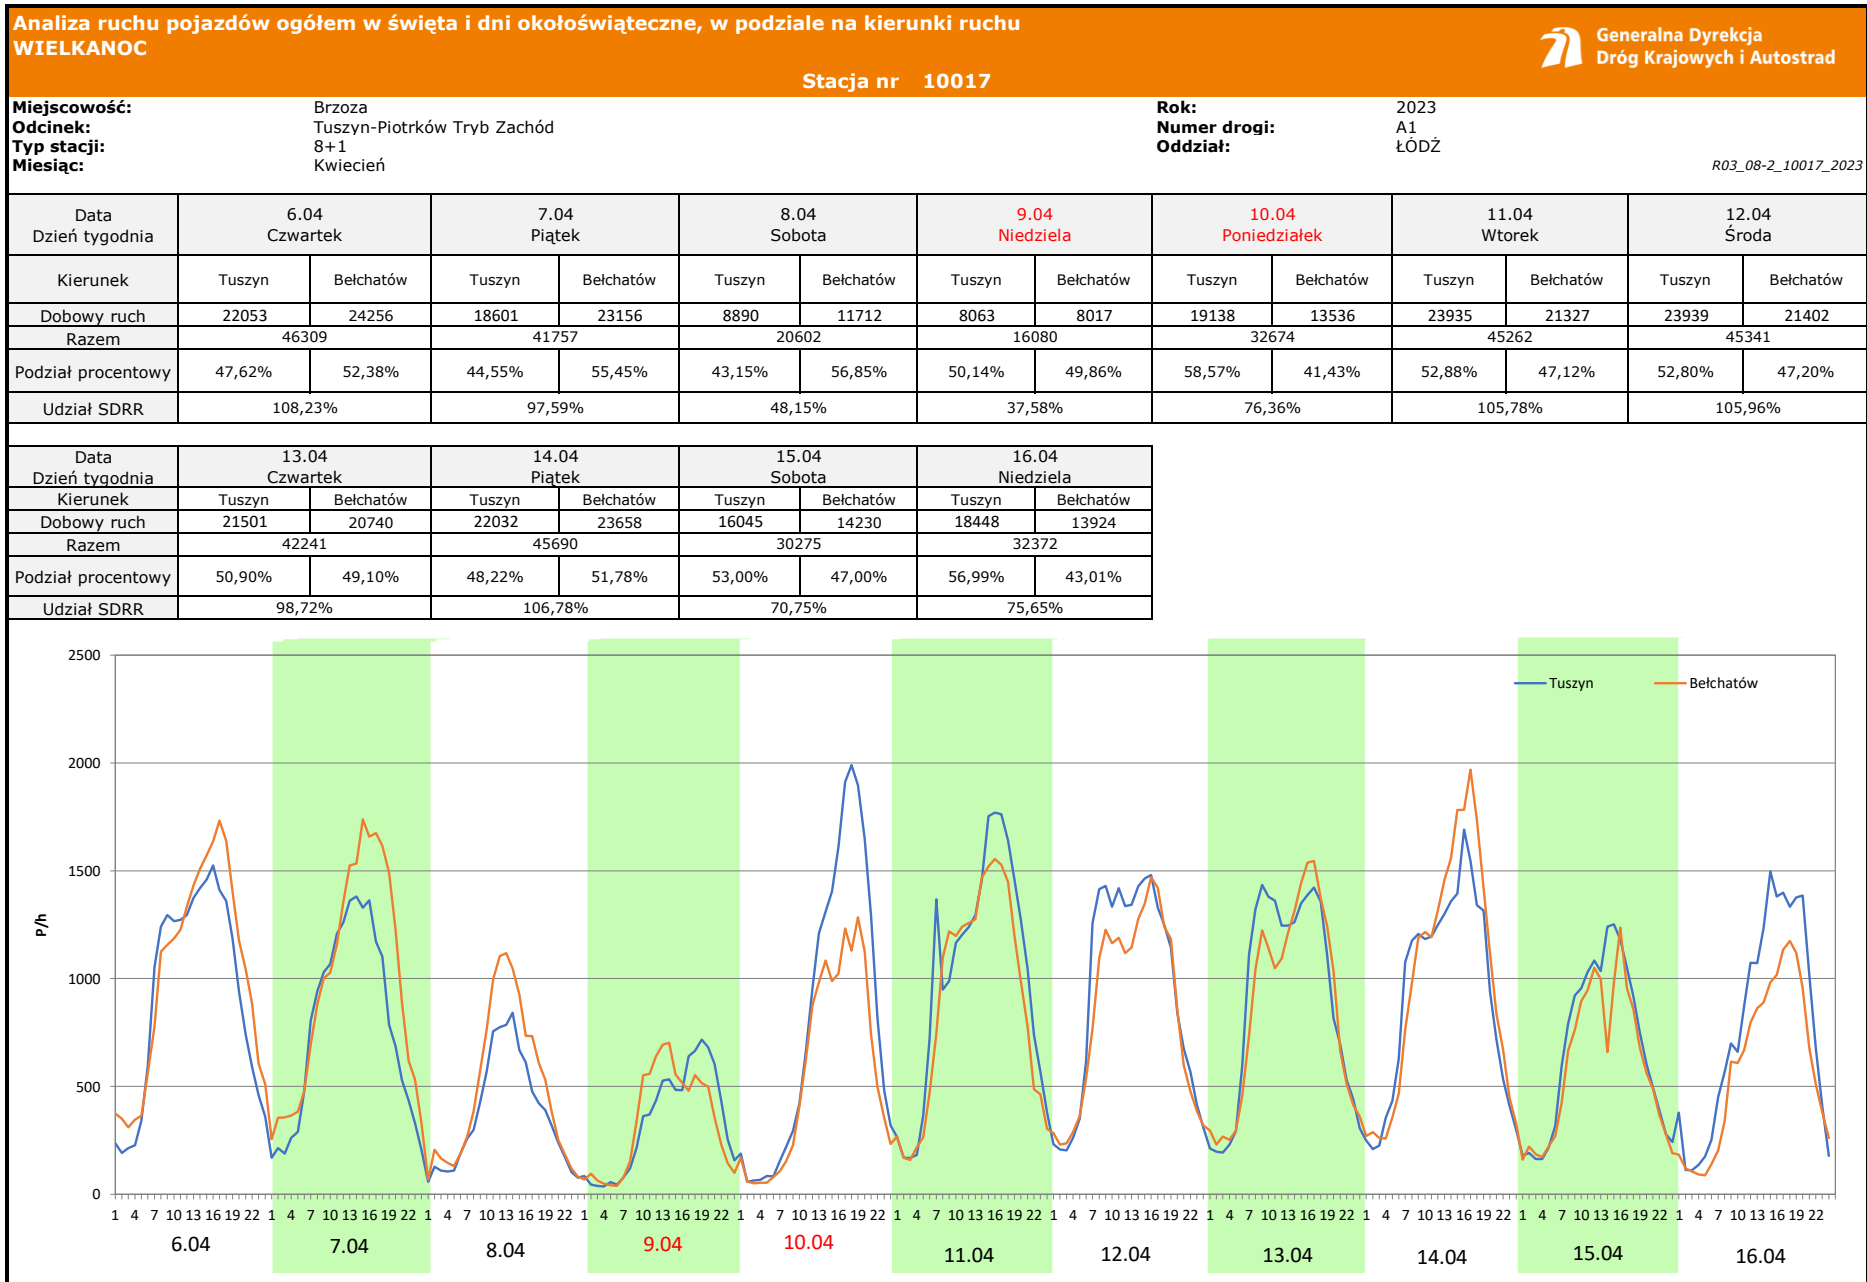 Analiza ruchu pojazdów ogółem w święta i dni okołoświąteczne, w podziale na kierunki ruchu
WIELKANOC
Generalna Dyrekcja
Dróg Krajowych i Autostrad
Stacja nr 10017
Miejscowość: Brzoza Rok: 2023
Odcinek: Tuszyn-Piotrków Tryb Zachód Numer drogi: A1
Typ stacji: 8+1 Oddział: ŁÓDŹ
Miesiąc: Kwiecień R03_08-2_10017_2023
Data 6.04 7.04 8.04 9.04 10.04 11.04 12.04
Dzień tygodnia Czwartek Piątek Sobota Niedziela Poniedziałek Wtorek Środa
Kierunek Tuszyn Bełchatów Tuszyn Bełchatów Tuszyn Bełchatów Tuszyn Bełchatów Tuszyn Bełchatów Tuszyn Bełchatów Tuszyn Bełchatów
Dobowy ruch 22053 24256 18601 23156 8890 11712 8063 8017 19138 13536 23935 21327 23939 21402
Razem 46309 41757 20602 16080 32674 45262 45341
Podział procentowy 47,62% 52,38% 44,55% 55,45% 43,15% 56,85% 50,14% 49,86% 58,57% 41,43% 52,88% 47,12% 52,80% 47,20%
Udział SDRR 108,23% 97,59% 48,15% 37,58% 76,36% 105,78% 105,96%
Data 13.04 14.04 15.04 16.04
Dzień tygodnia Czwartek Piątek Sobota Niedziela
Kierunek Tuszyn Bełchatów Tuszyn Bełchatów Tuszyn Bełchatów Tuszyn Bełchatów
Dobowy ruch 21501 20740 22032 23658 16045 14230 18448 13924
Razem 42241 45690 30275 32372
Podział procentowy 50,90% 49,10% 48,22% 51,78% 53,00% 47,00% 56,99% 43,01%
Udział SDRR 98,72% 106,78% 70,75% 75,65%
2500
Tuszyn Bełchatów
2000
1500
P/h
1000
500
0
1 4 7 10 13 16 19 22 1 4 7 10 13 16 19 22 1 4 7 10 13 16 19 22 1 4 7 10 13 16 19 22 1 4 7 10 13 16 19 22 1 4 7 10 13 16 19 22 1 4 7 10 13 16 19 22 1 4 7 10 13 16 19 22 1 4 7 10 13 16 19 22 1 4 7 10 13 16 19 22 1 4 7 10 13 16 19 22
6.04 7.04 8.04 9.04 10.04 11.04 12.04 13.04 14.04 15.04 16.04